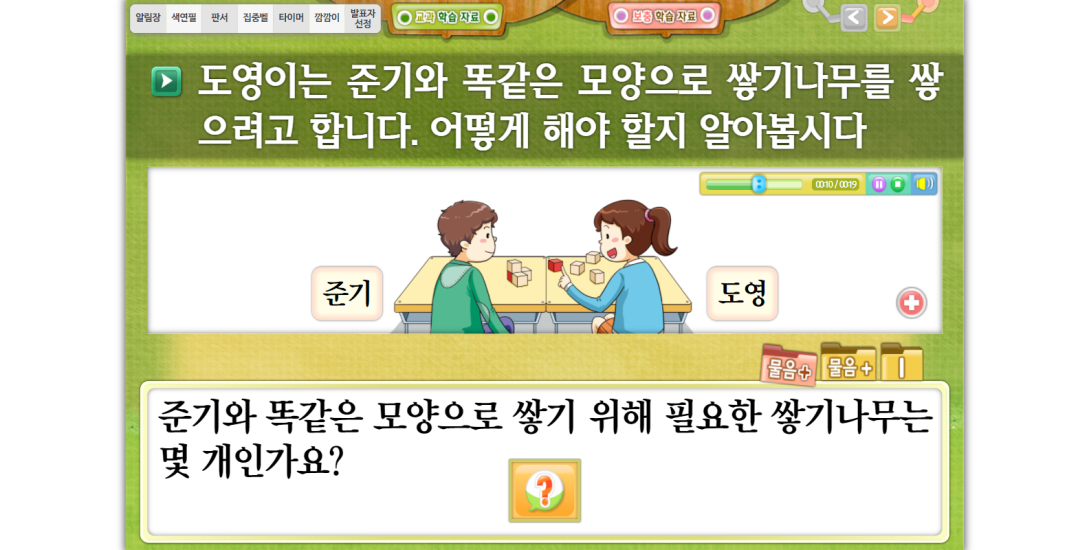 알림장 색연필 판서 집중벨 타이머 깜깜이 발표자 선정
교과 학습 자료
보충 학습 자료
도영이는 준기와 똑같은 모양으로 쌓기나무를 쌓
으려고 합니다. 어떻게 해야 할지 알아봅시다
0010 / 0019
준기
도영
물음+
물음+
1
준기와 똑같은 모양으로 쌓기 위해 필요한 쌓기나무는
몇 개인가요?